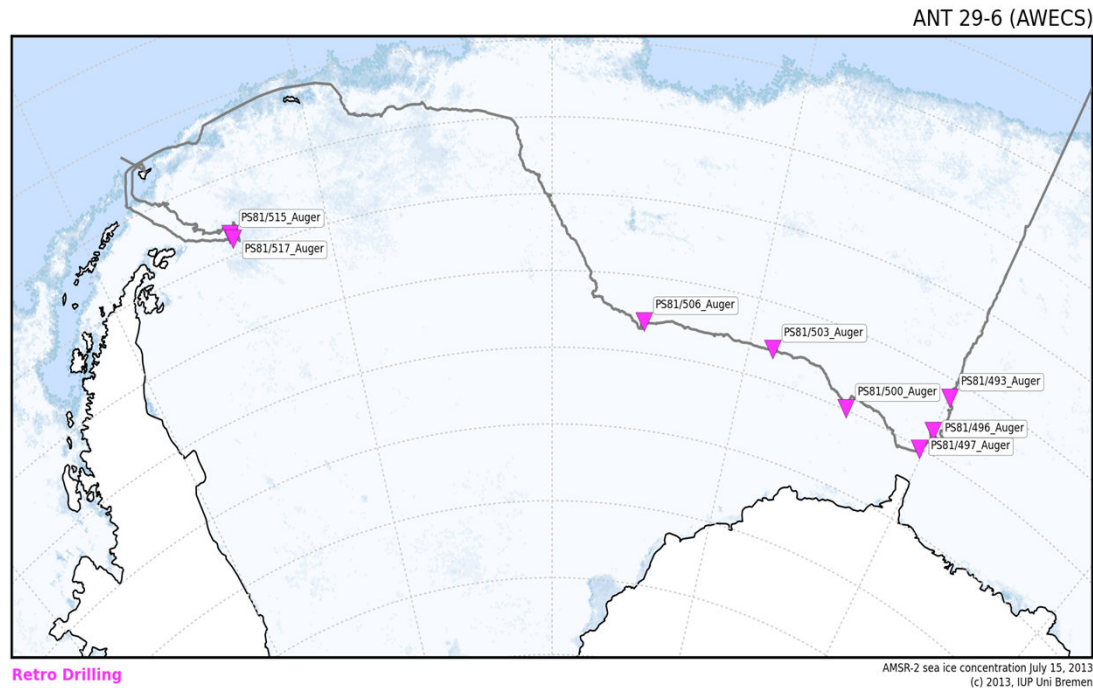 ANT 29-6 (AWECS)
PS81/515_Auger
PS81/517_Auger
PS81/506_Auger
PS81/503_Auger
PS81/500_Auger
PS81/493_Auger
PS81/496_Auger
PS81/497_Auger
Retro Drilling
AMSR-2 sea ice concentration July 15, 2013
(c) 2013, IUP Uni Bremen